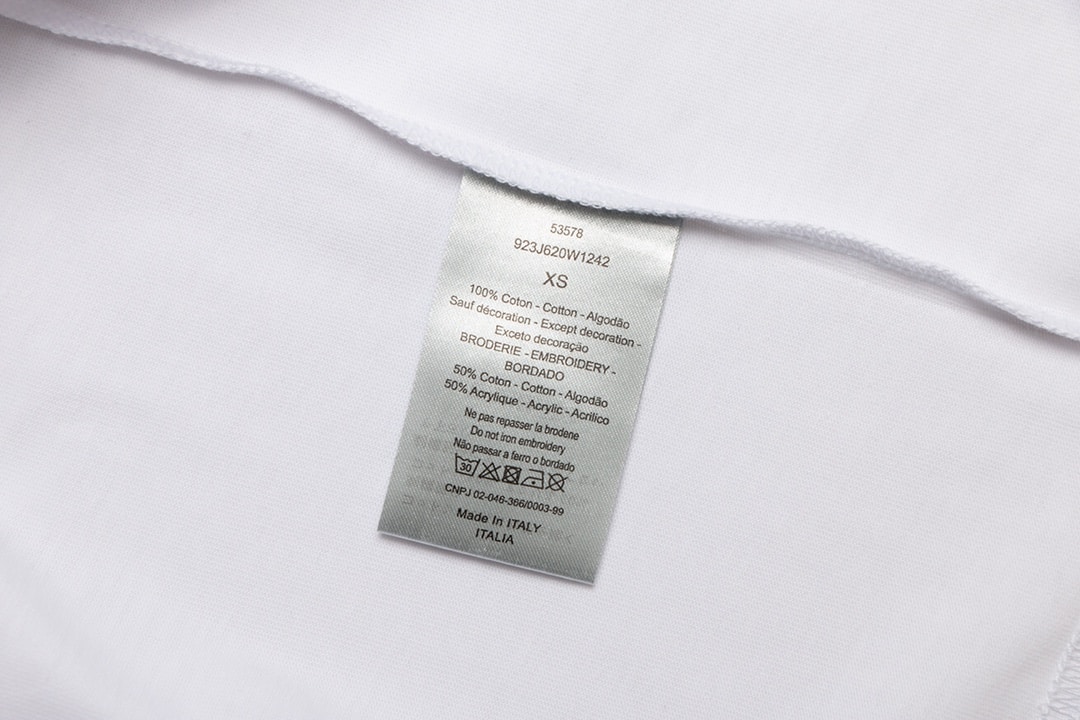 53578
923J620W1242
XS
100% Coton - Cotton - Algodão
Sauf décoration - Except decoration -
Exceto decoração
BRODERIE - EMBROIDERY -
BORDADO
50% Coton - Cotton - Algodão
50% Acrylique - Acrylic - Acrilico
Ne pas repasser la brodene
Do not iron embroidery
Não passar a ferro o bordado
30
CNPJ 02-046-366/0003-99
Made In ITALY
ITALIA